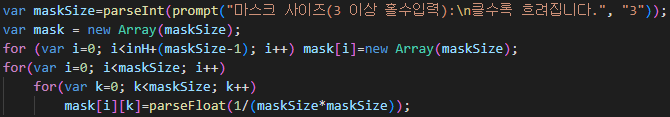 var maskSize=parseInt(prompt("마스크 사이즈(3 이상 홀수입력):\n클수록 흐려집니다.", "3"));
var mask = new Array(maskSize);
for (var i=0; i<inH+(maskSize-1); i++) mask[i]=new Array(maskSize);
for(var i=0; i<maskSize; i++)
    for(var k=0; k<maskSize; k++)
        mask[i][k]=parseFloat(1/(maskSize*maskSize));